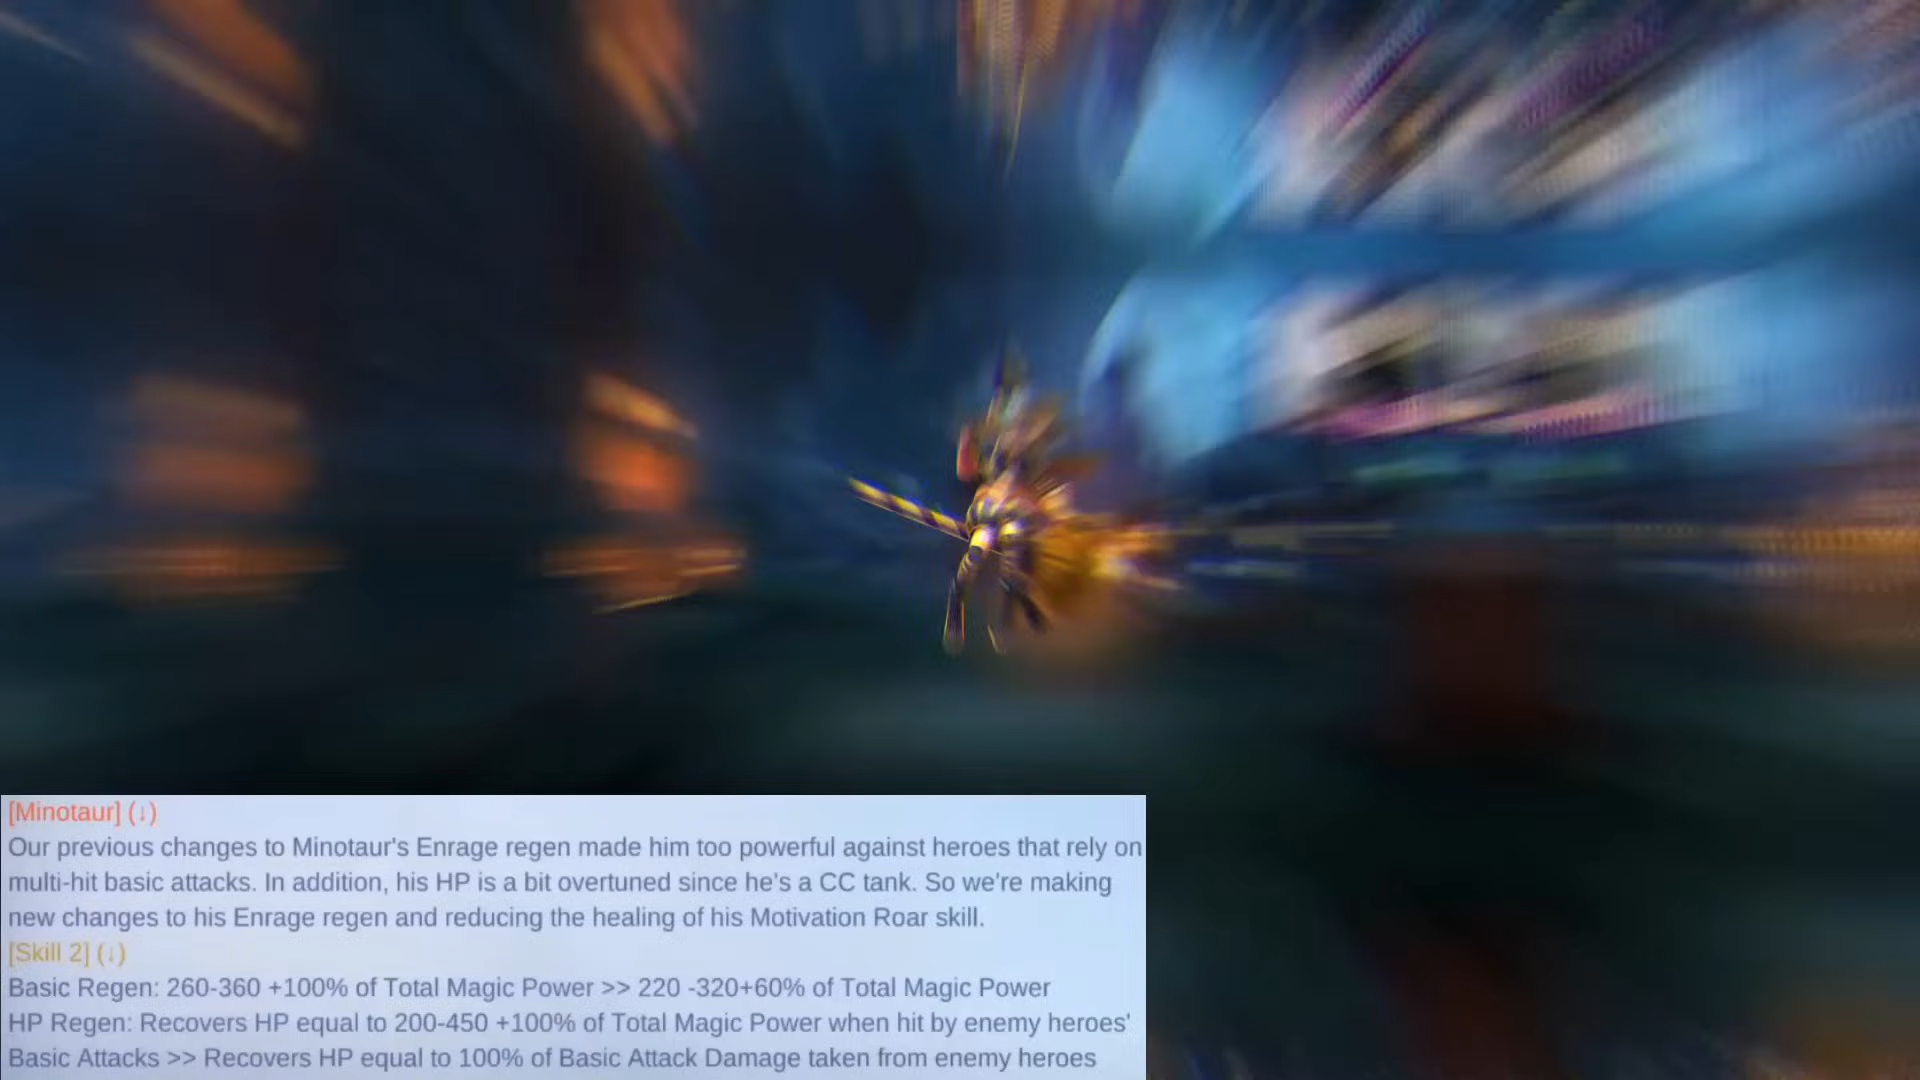 [Minotaur] (↓)
Our previous changes to Minotaur's Enrage regen made him too powerful against heroes that rely on
multi-hit basic attacks. In addition, his HP is a bit overtuned since he's a CC tank. So we're making
new changes to his Enrage regen and reducing the healing of his Motivation Roar skill.
[Skill 2] (↓)
Basic Regen: 260-360 +100% of Total Magic Power >> 220 -320+60% of Total Magic Power
HP Regen: Recovers HP equal to 200-450 +100% of Total Magic Power when hit by enemy heroes'
Basic Attacks >> Recovers HP equal to 100% of Basic Attack Damage taken from enemy heroes